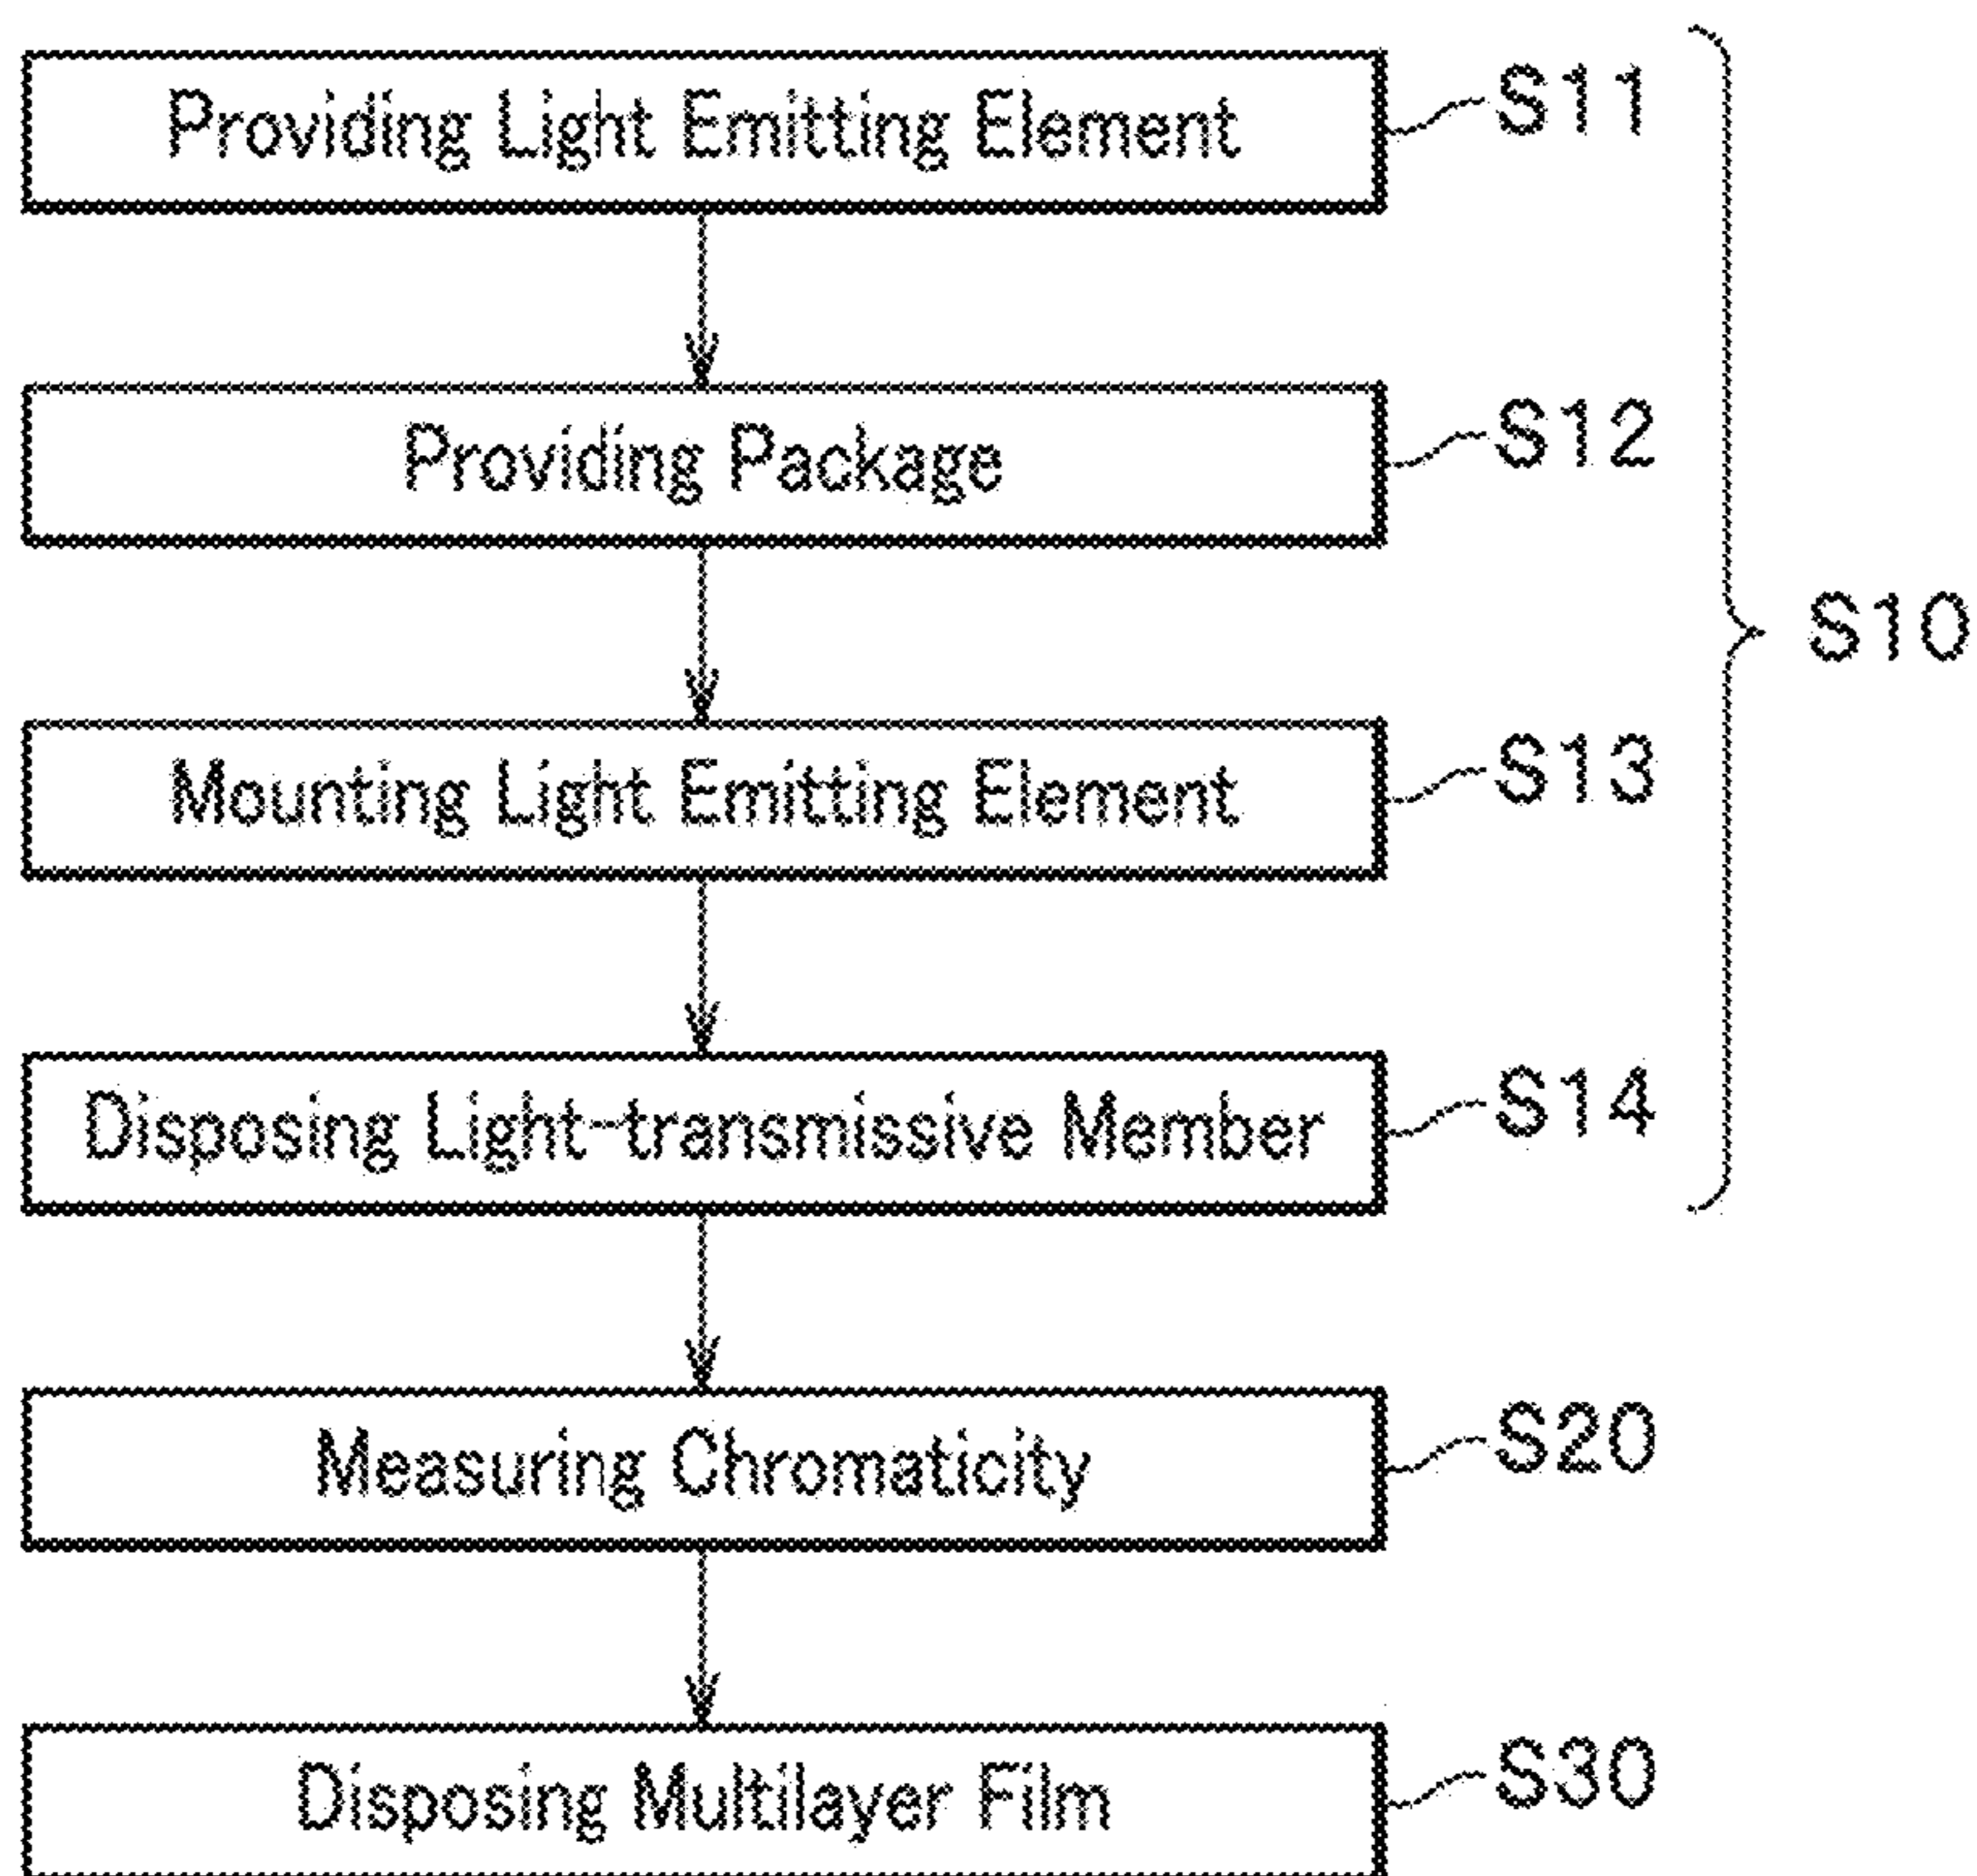 Providing Light Emitting Element S11
Providing Package S12
S10
Mounting Light Emitting Element S13
Disposing Light-transmissive Member S14
Measuring Chromaticity S20
Disposing Multilayer Film S30